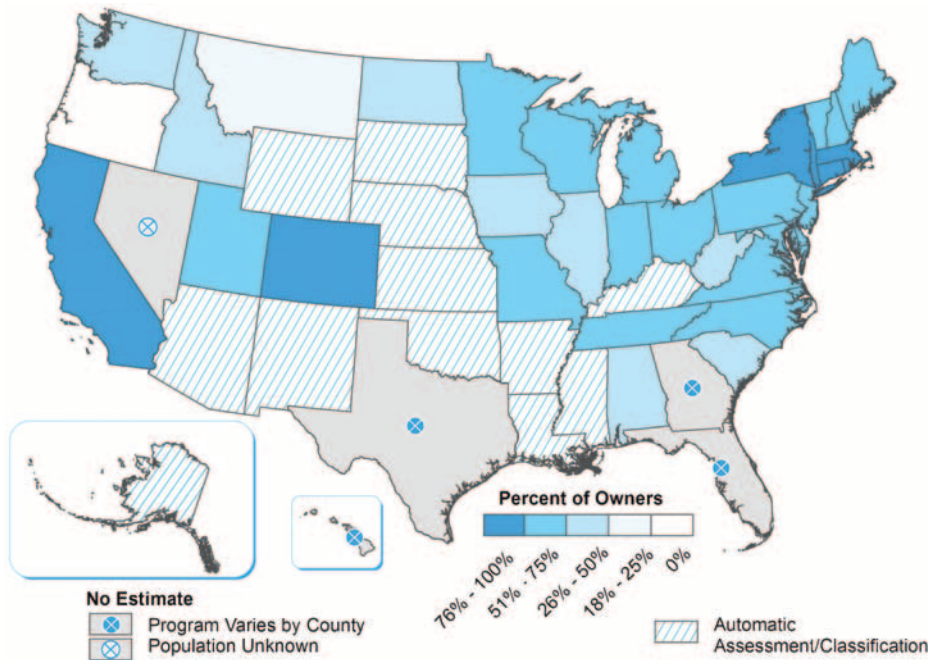 Percent of Owners
76% - 100%
51% - 75%
26% - 50%
18% - 25%
0%
No Estimate
Program Varies by County
Population Unknown
Automatic
Assessment/Classification